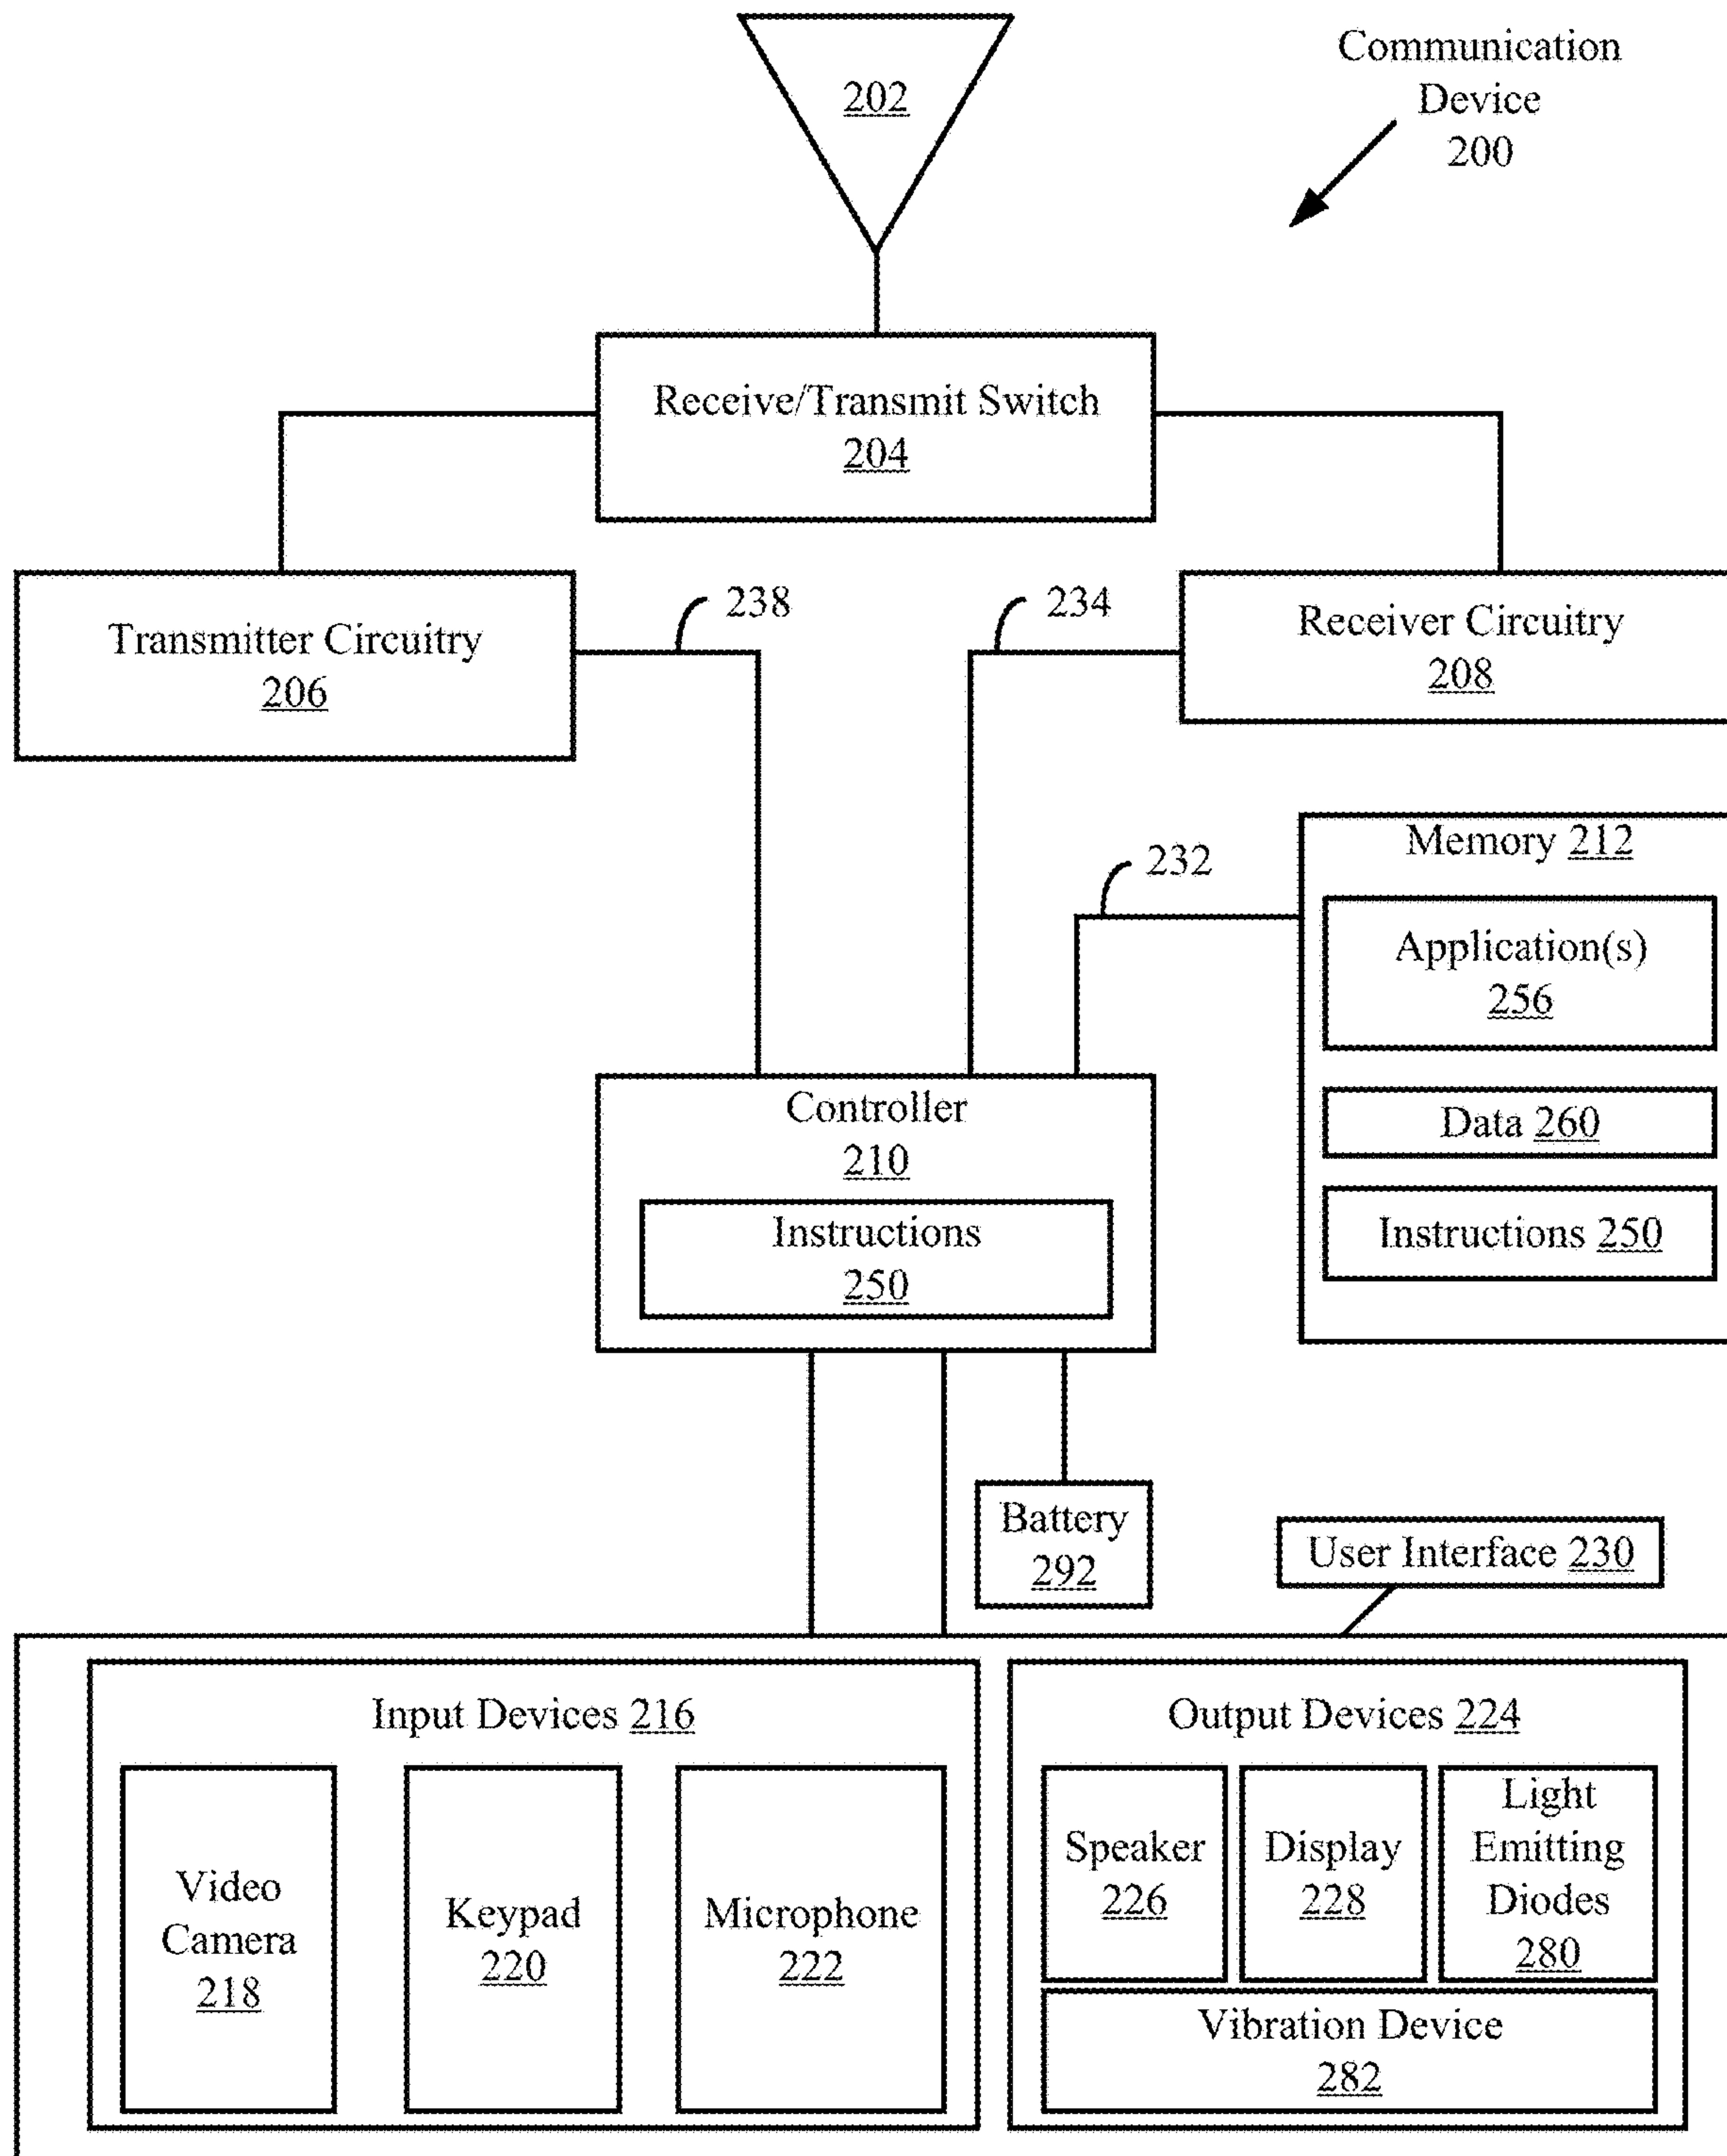 202
Communication
Device
200
Receive/Transmit Switch
204
238
234
Transmitter Circuitry
206
Receiver Circuitry
208
232
Memory 212
Application(s)
256
Data 260
Instructions 250
Controller
210
Instructions
250
Battery
292
User Interface 230
Input Devices 216
Video
Camera
218
Keypad
220
Microphone
222
Output Devices 224
Speaker
226
Display
228
Light
Emitting
Diodes
280
Vibration Device
282